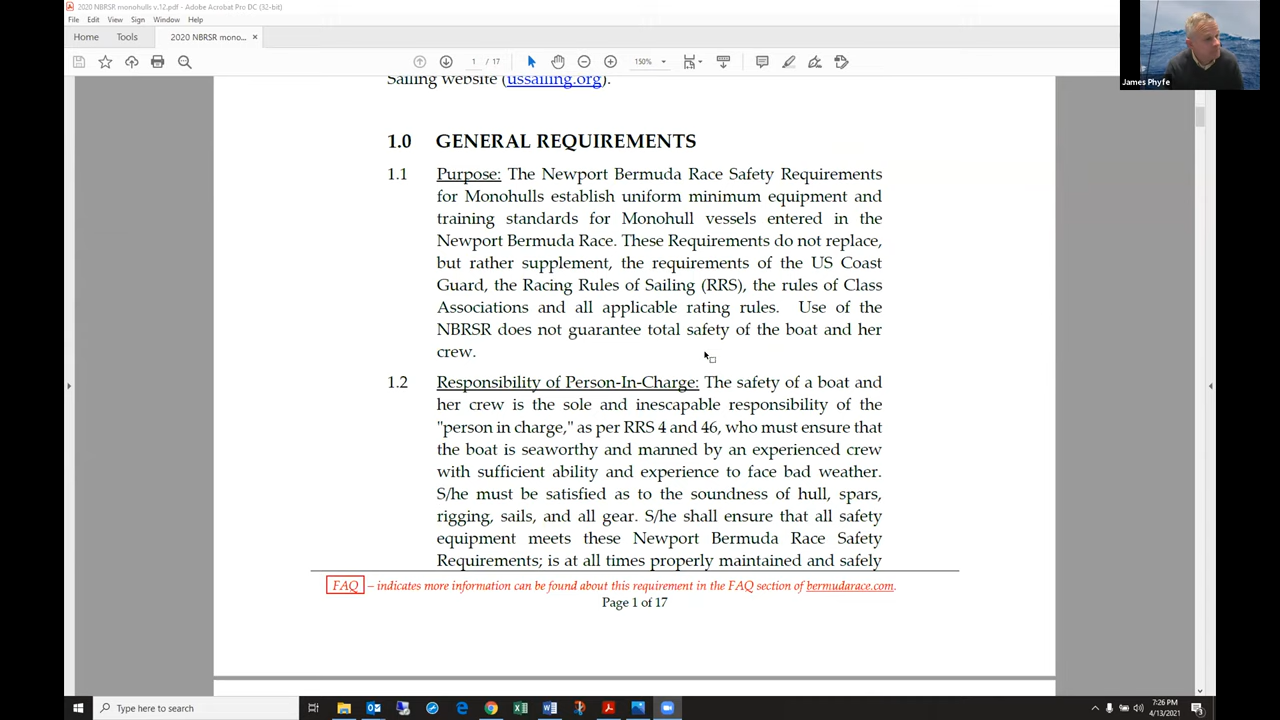 2020 NBRSR monohulls v.12.pdf - Adobe Acrobat Pro DC (32-bit)
File Edit View Sign Window Help
Home Tools 2020 NBRSR mono... ×
1 / 17 150%
James Phyfe
Sailing website (ussailing.org).
1.0 GENERAL REQUIREMENTS
1.1 Purpose: The Newport Bermuda Race Safety Requirements
for Monohulls establish uniform minimum equipment and
training standards for Monohull vessels entered in the
Newport Bermuda Race. These Requirements do not replace,
but rather supplement, the requirements of the US Coast
Guard, the Racing Rules of Sailing (RRS), the rules of Class
Associations and all applicable rating rules. Use of the
NBRSR does not guarantee total safety of the boat and her
crew.
1.2 Responsibility of Person-In-Charge: The safety of a boat and
her crew is the sole and inescapable responsibility of the
"person in charge," as per RRS 4 and 46, who must ensure that
the boat is seaworthy and manned by an experienced crew
with sufficient ability and experience to face bad weather.
S/he must be satisfied as to the soundness of hull, spars,
rigging, sails, and all gear. S/he shall ensure that all safety
equipment meets these Newport Bermuda Race Safety
Requirements; is at all times properly maintained and safely
FAQ – indicates more information can be found about this requirement in the FAQ section of bermudarace.com.
Page 1 of 17
Type here to search
7:26 PM
4/13/2021